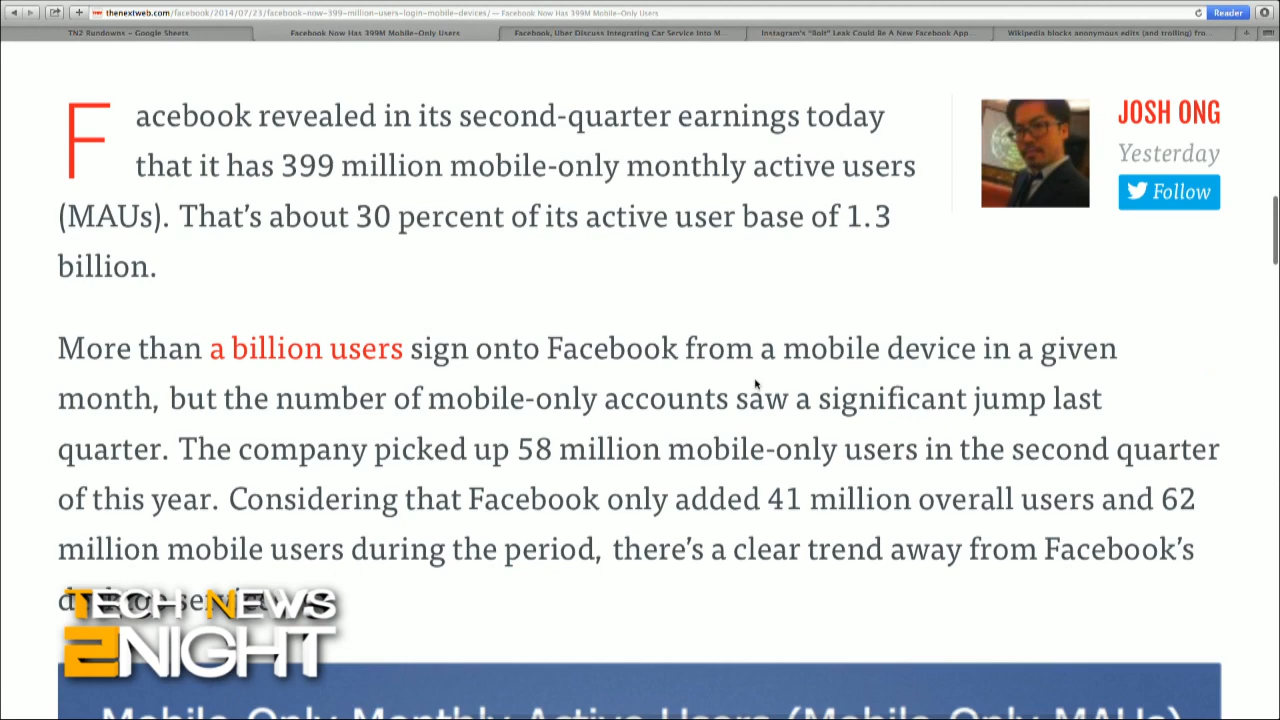 thenextweb.com/facebook/2014/07/23/facebook-now-399-million-users-login-mobile-devices/ — Facebook Now Has 399M Mobile-Only Users
Reader
TN2 Rundowns – Google Sheets
Facebook Now Has 399M Mobile-Only Users
Facebook, Uber Discuss Integrating Car Service Into M...
Instagram's "Bolt" Leak Could Be A New Facebook App...
Wikipedia blocks anonymous edits (and trolling) fro...
Facebook revealed in its second-quarter earnings today
that it has 399 million mobile-only monthly active users
(MAUs). That's about 30 percent of its active user base of 1.3
billion.
JOSH ONG
Yesterday
Follow
More than a billion users sign onto Facebook from a mobile device in a given
month, but the number of mobile-only accounts saw a significant jump last
quarter. The company picked up 58 million mobile-only users in the second quarter
of this year. Considering that Facebook only added 41 million overall users and 62
million mobile users during the period, there's a clear trend away from Facebook's
TECH NEWS
2NIGHT
Mobile-Only Monthly Active Users (Mobile-Only MAUs)